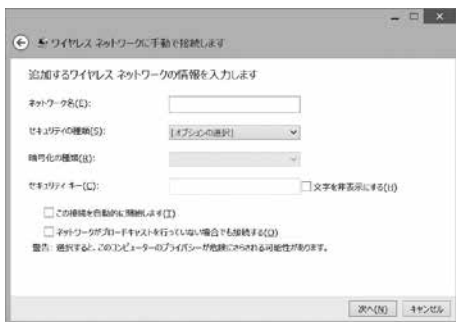 ワイヤレス ネットワークに手動で接続します
追加するワイヤレス ネットワークの情報を入力します
ネットワーク名(E):
セキュリティの種類(S):
[オプションの選択]
暗号化の種類(R):
セキュリティ キー(C):
文字を非表示にする(H)
この接続を自動的に開始します(T)
ネットワークがブロードキャストを行っていない場合でも接続する(O)
警告: 選択すると、このコンピューターのプライバシーが危険にさらされる可能性があります。
次へ(N)
キャンセル